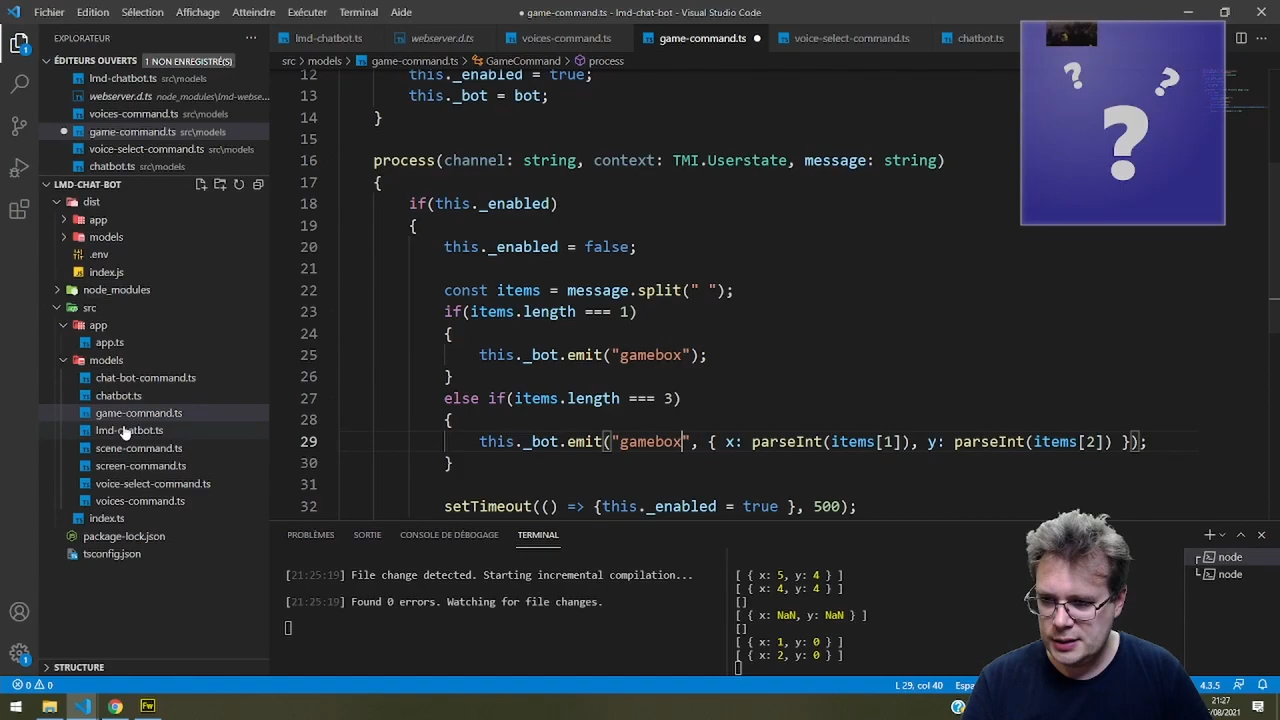 Fichier Edition Sélection Affichage Atteindre Exécuter Terminal Aide
● game-command.ts - lmd-chat-bot - Visual Studio Code
EXPLORATEUR ...
lmd-chatbot.ts webserver.d.ts voices-command.ts game-command.ts ● voice-select-command.ts chatbot.ts
src > models > game-command.ts > GameCommand > process
ÉDITEURS OUVERTS 1 NON ENREGISTRÉ(S)
lmd-chatbot.ts src\models
webserver.d.ts node_modules\lmd-webse...
voices-command.ts src\models
game-command.ts src\models
voice-select-command.ts src\models
chatbot.ts src\models
LMD-CHAT-BOT
dist
app
models
.env
index.js
node_modules
src
app
app.ts
models
chat-bot-command.ts
chatbot.ts
game-command.ts
lmd-chatbot.ts
scene-command.ts
screen-command.ts
voice-select-command.ts
voices-command.ts
index.ts
package-lock.json
tsconfig.json
STRUCTURE
12 this._enabled = true;
13 this._bot = bot;
14 }
15
16 process(channel: string, context: TMI.Userstate, message: string)
17 {
18 if(this._enabled)
19 {
20 this._enabled = false;
21
22 const items = message.split(" ");
23 if(items.length === 1)
24 {
25 this._bot.emit("gamebox");
26 }
27 else if(items.length === 3)
28 {
29 this._bot.emit("gamebox", { x: parseInt(items[1]), y: parseInt(items[2]) });
30 }
31
32 setTimeout(() => {this._enabled = true }, 500);
? ? ?
?
PROBLÈMES SORTIE CONSOLE DE DÉBOGAGE TERMINAL
[21:25:19] File change detected. Starting incremental compilation...
[21:25:19] Found 0 errors. Watching for file changes.
[ { x: 5, y: 4 } ]
[ { x: 4, y: 4 } ]
[]
[ { x: NaN, y: NaN } ]
[]
[ { x: 1, y: 0 } ]
[ { x: 2, y: 0 } ]
node
node
0 0
L 29, col 40 Espa
4.3.5
Fw
21:27
/08/2021